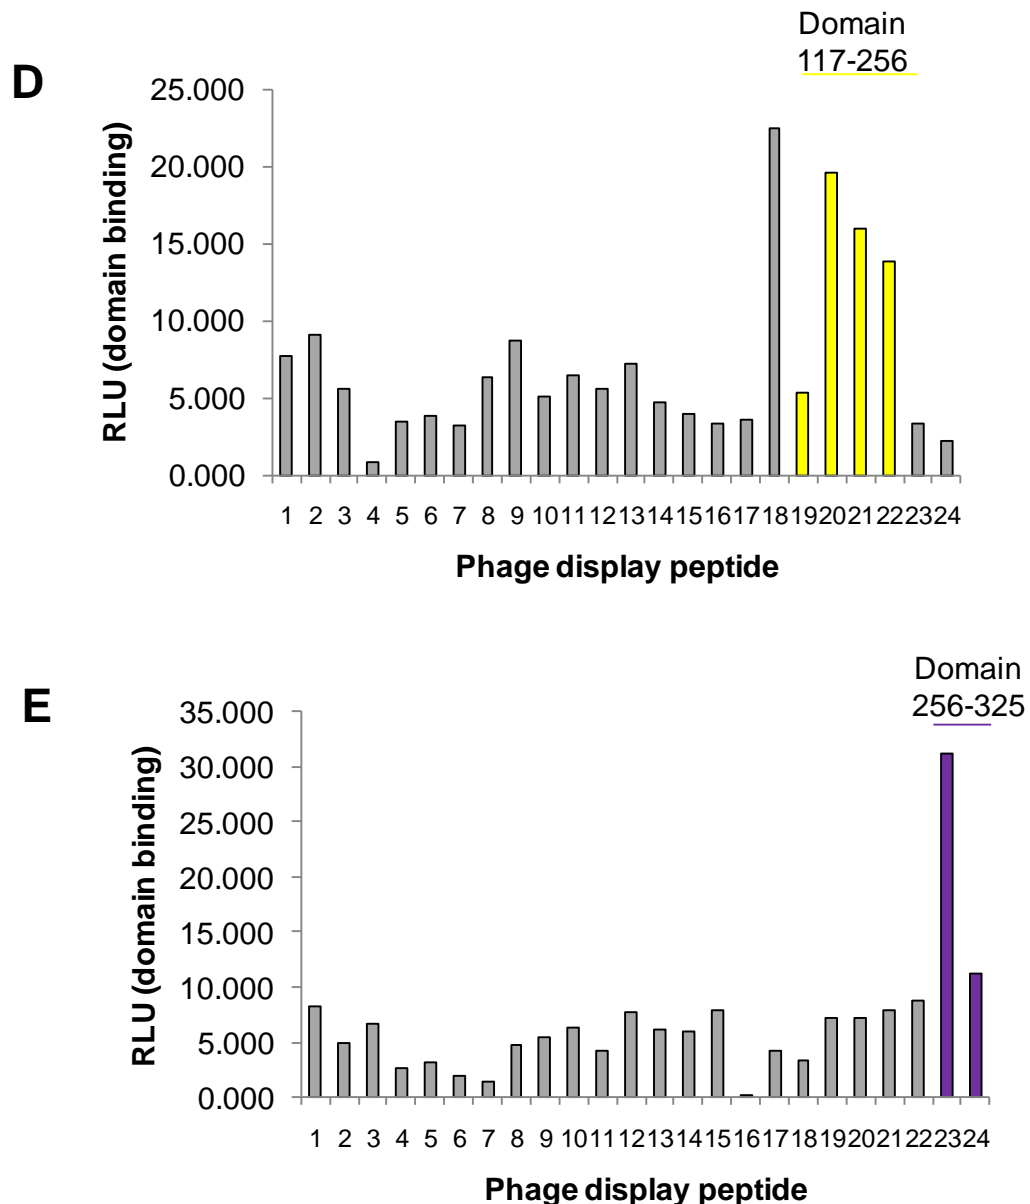 Domain
117-256
D
25.000
20.000
15.000
10.000
5.000
0.000
RLU (domain binding)
1 2 3 4 5 6 7 8 9 10 11 12 13 14 15 16 17 18 19 20 21 22 23 24
Phage display peptide
Domain
256-325
E
35.000
30.000
25.000
20.000
15.000
10.000
5.000
0.000
RLU (domain binding)
1 2 3 4 5 6 7 8 9 10 11 12 13 14 15 16 17 18 19 20 21 22 23 24
Phage display peptide